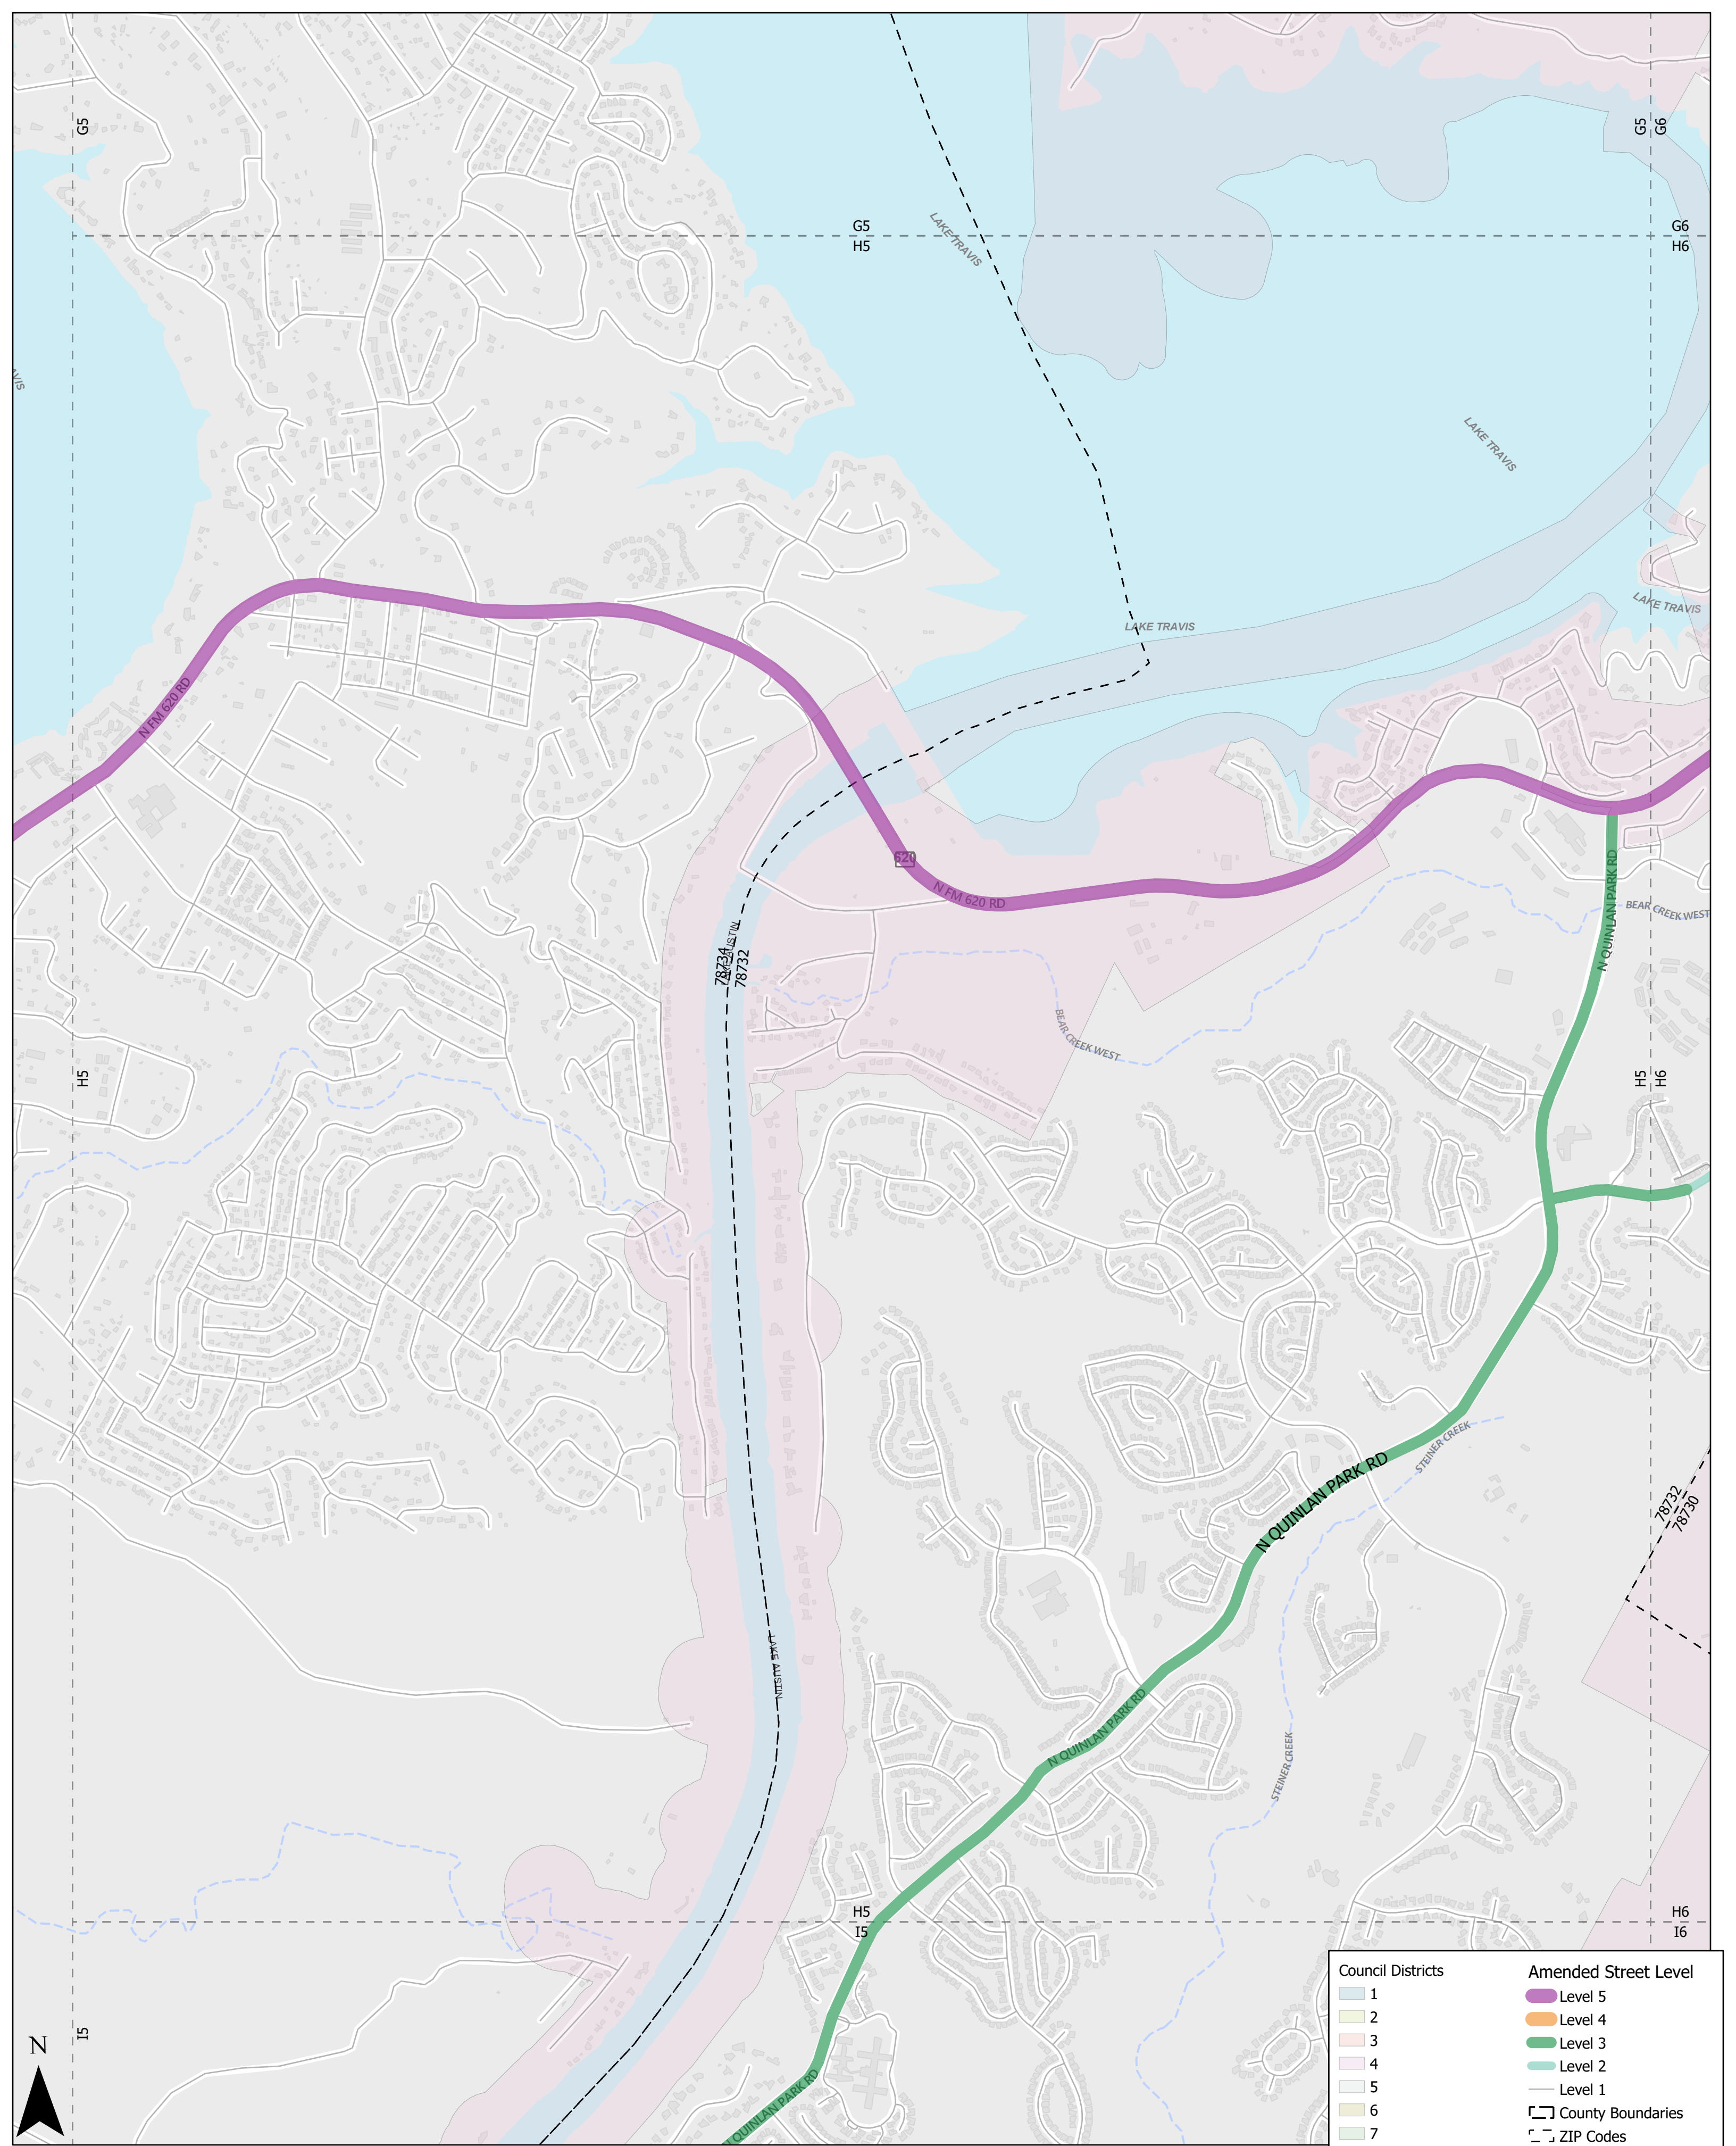 G5
G5
G6
G5
H5
G6
H6
LAKE TRAVIS
LAKE TRAVIS
LAKE TRAVIS
LAKE TRAVIS
N FM 620 RD
620
N FM 620 RD
N QUINLAN PARK RD
BEAR CREEK WEST
78734
78732
BEAR CREEK WEST
H5
H5
H6
STEINER CREEK
N QUINLAN PARK RD
78732
78730
LAKE AUSTIN
N QUINLAN PARK RD
STEINER CREEK
H5
I5
H6
I6
I5
N
N QUINLAN PARK RD
Council Districts
1
2
3
4
5
6
7
Amended Street Level
Level 5
Level 4
Level 3
Level 2
Level 1
County Boundaries
ZIP Codes